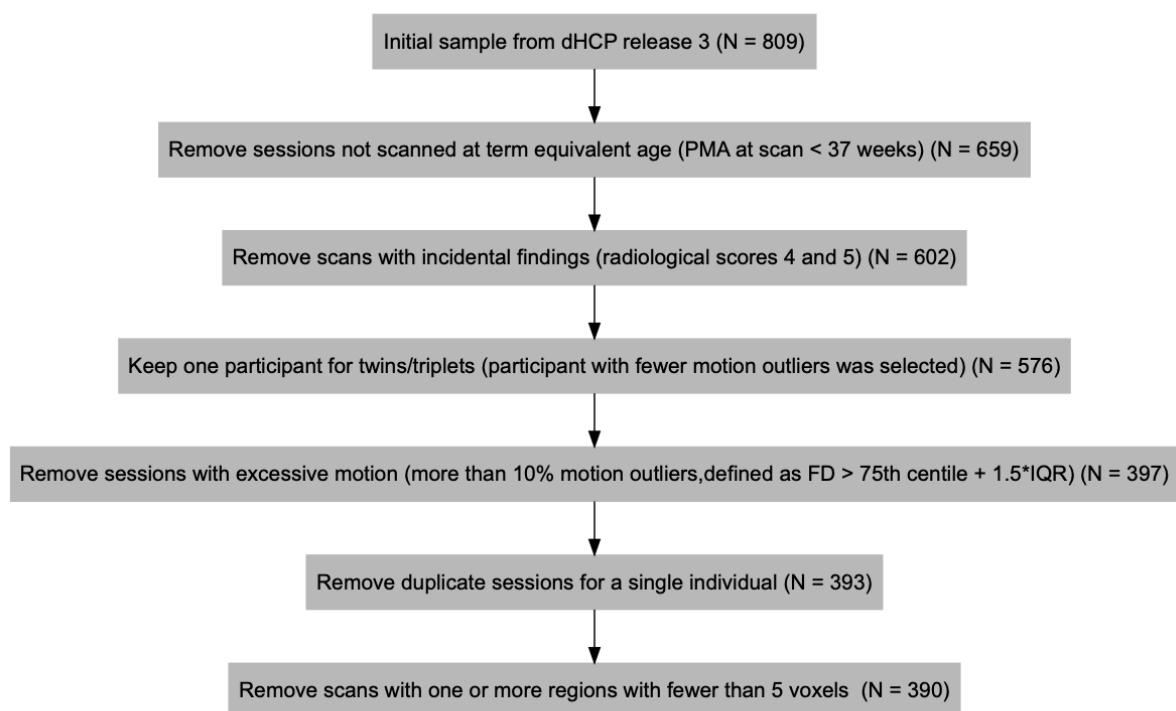 Initial sample from dHCP release 3 (N = 809)
Remove sessions not scanned at term equivalent age (PMA at scan < 37 weeks) (N = 659)
Remove scans with incidental findings (radiological scores 4 and 5) (N = 602)
Keep one participant for twins/triplets (participant with fewer motion outliers was selected) (N = 576)
Remove sessions with excessive motion (more than 10% motion outliers,defined as FD > 75th centile + 1.5*IQR) (N = 397)
Remove duplicate sessions for a single individual (N = 393)
Remove scans with one or more regions with fewer than 5 voxels  (N = 390)